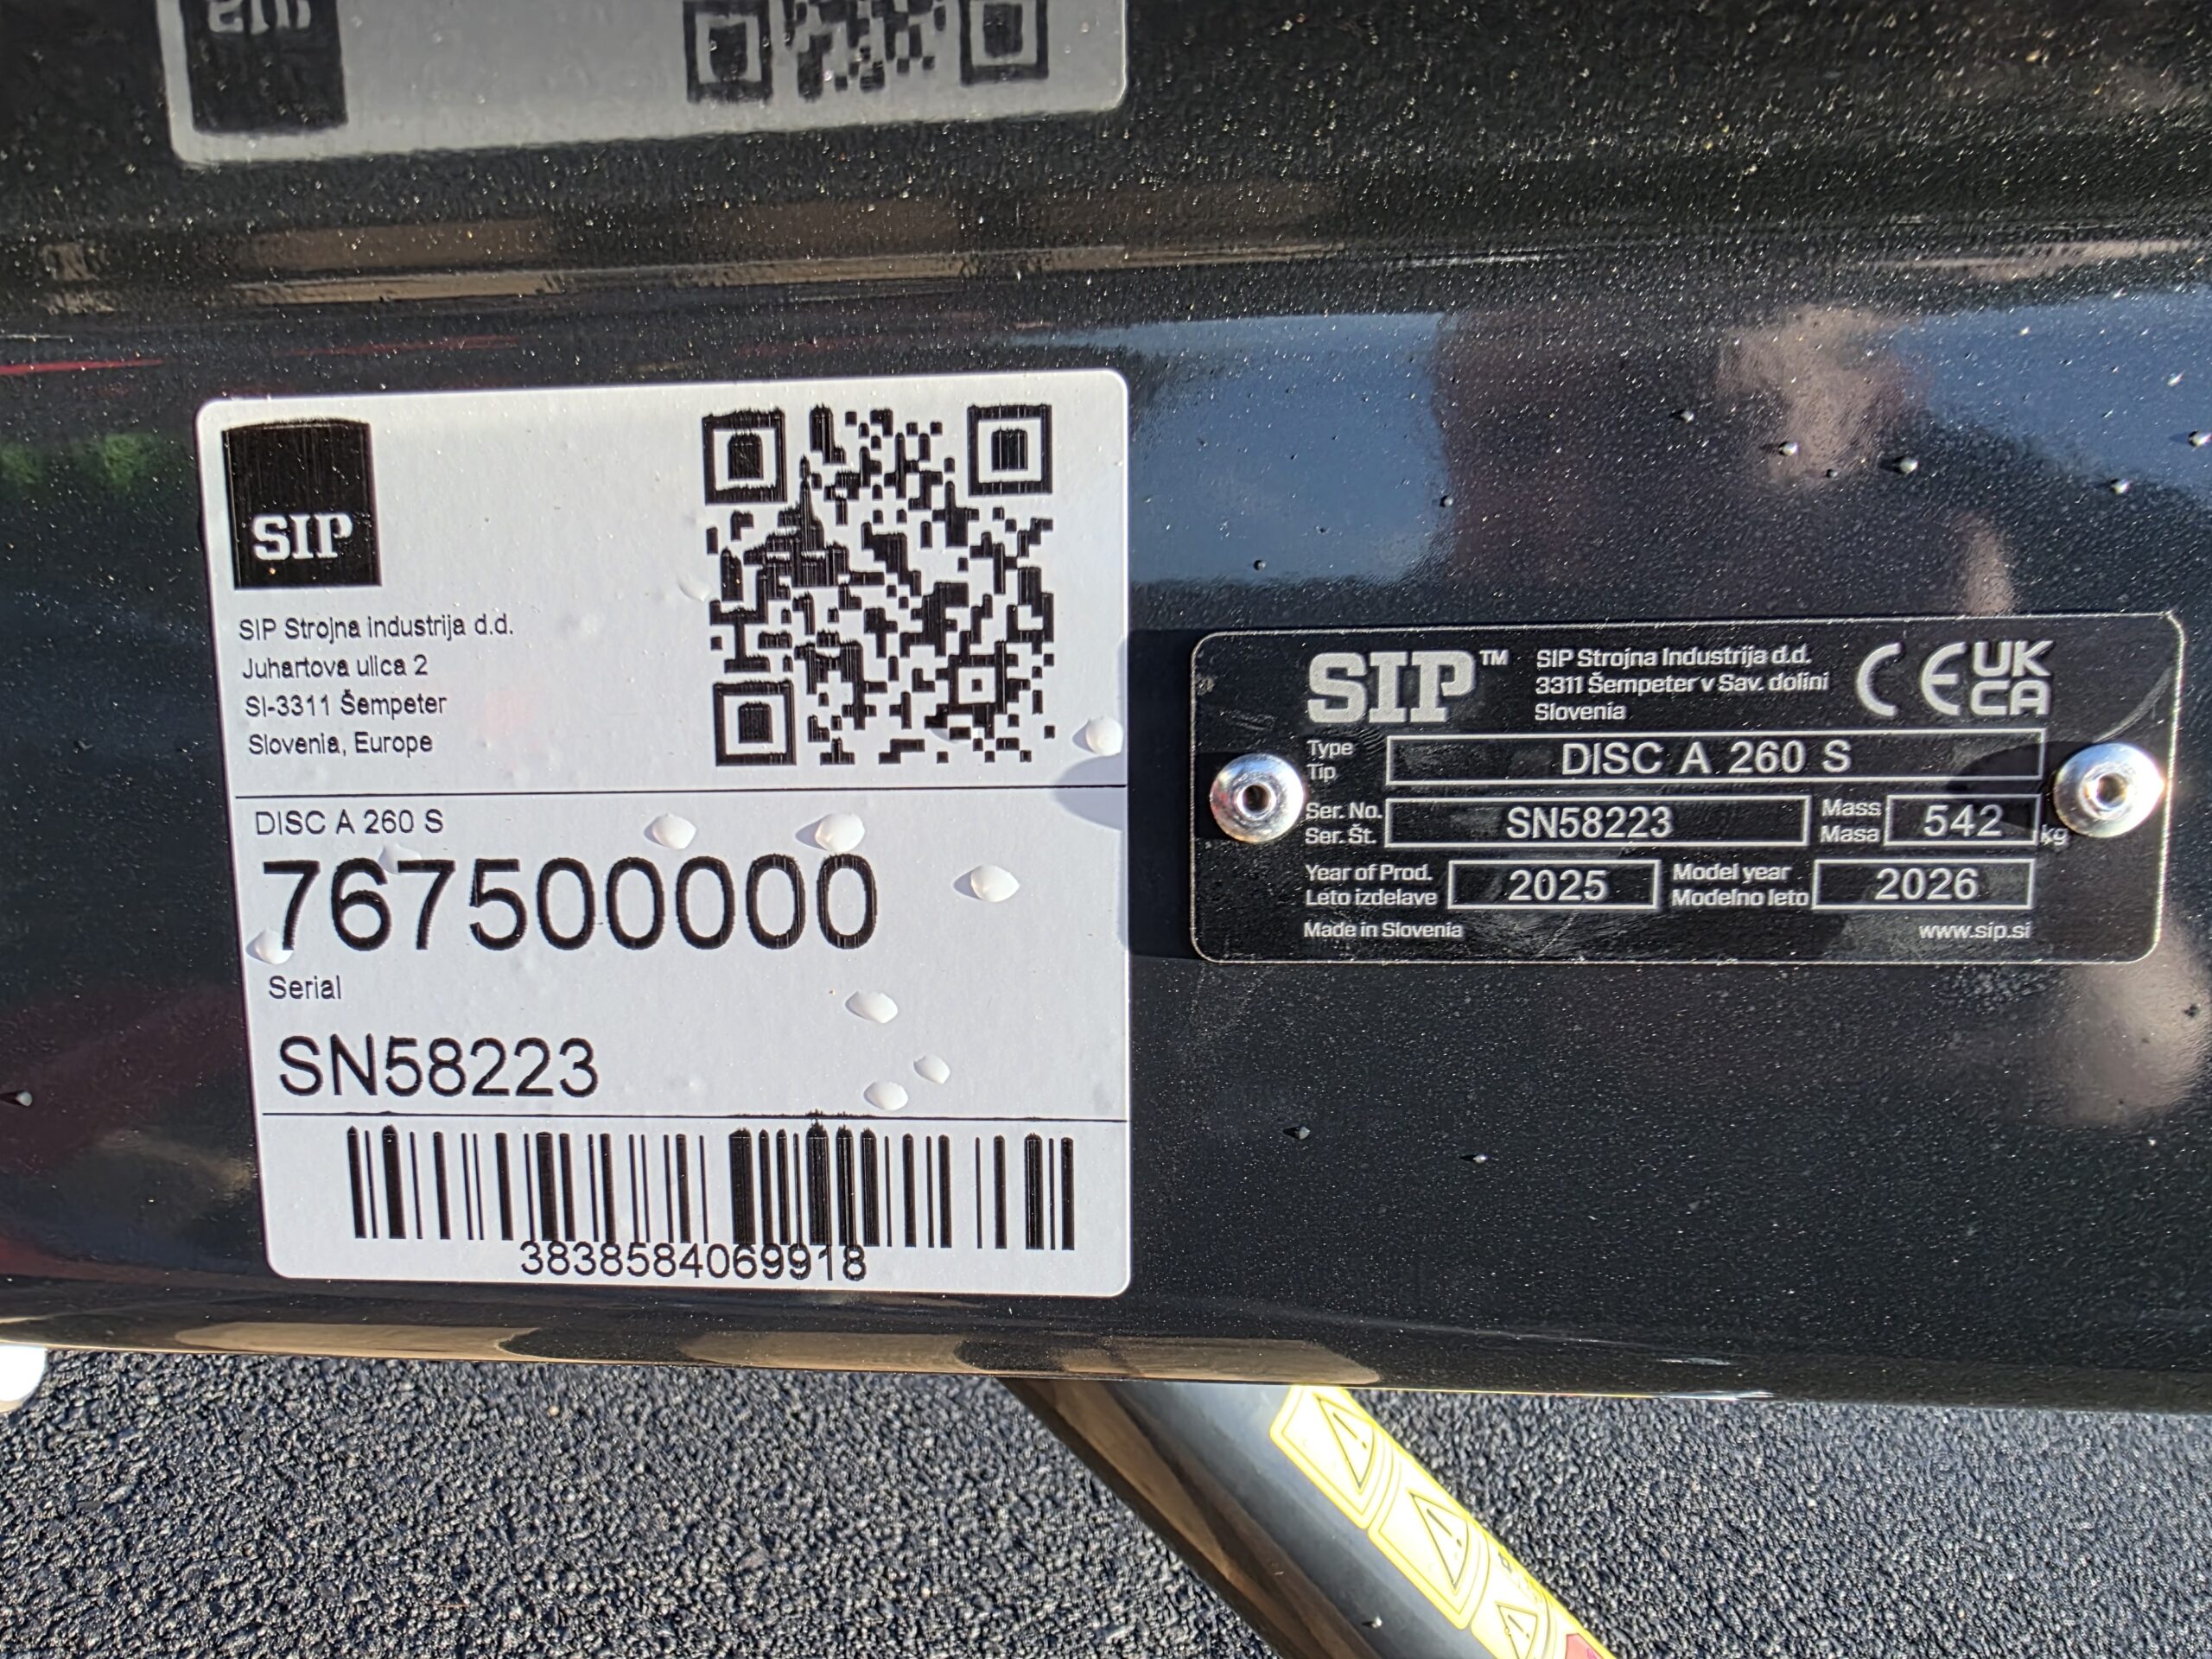 SIP
SIP Strojna industrija d.d.
Juhartova ulica 2
SI-3311 Šempeter
Slovenia, Europe
DISC A 260 S
767500000
Serial
SN58223
3838584069918
SIP™
SIP Strojna Industrija d.d.
3311 Šempeter v Sav. dolini
Slovenia
CE UK CA
Type
Tip
DISC A 260 S
Ser. No.
Ser. Št.
SN58223
Mass
Masa
542
kg
Year of Prod.
Leto izdelave
2025
Model year
Modelno leto
2026
Made in Slovenia
www.sip.si